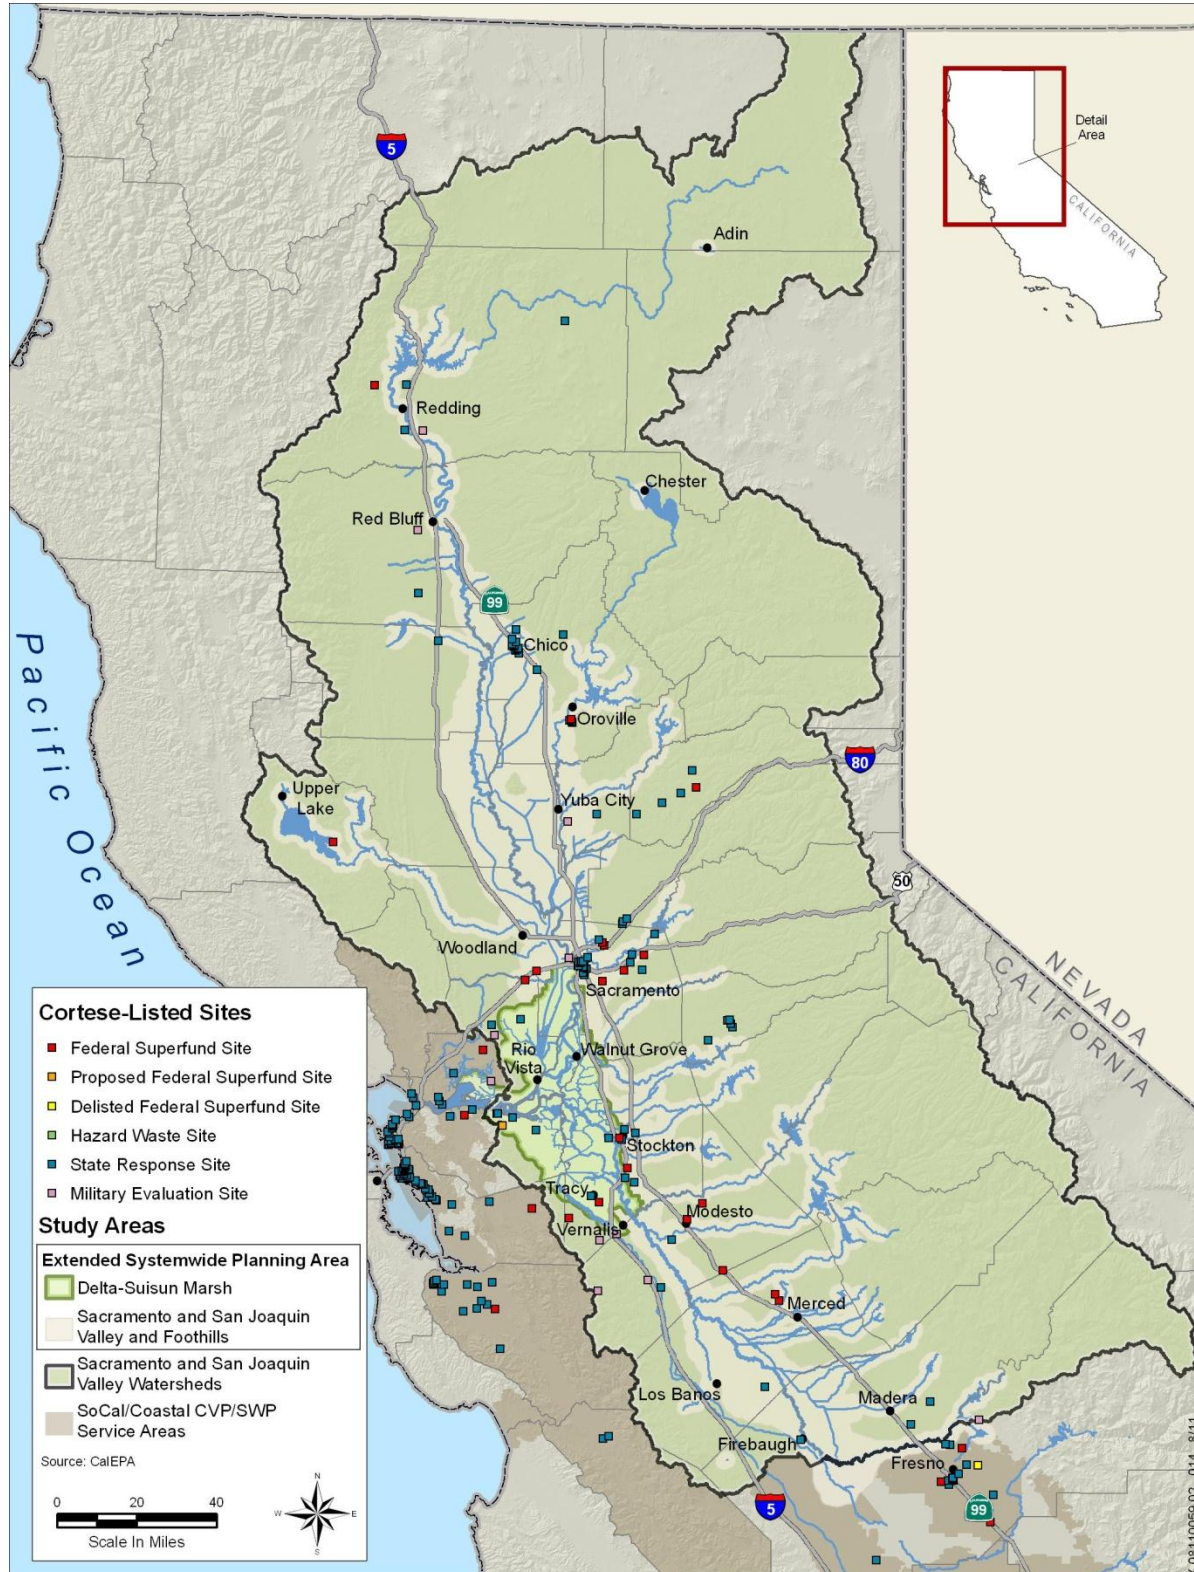 5
Detail
Area
CALIFORNIA
Adin
Redding
Chester
Red Bluff
99
Chico
Oroville
80
Upper
Lake
Yuba City
50
Pacific Ocean
Woodland
Sacramento
NEVADA
CALIFORNIA
Rio
Vista
Walnut Grove
Stockton
Tracy
Modesto
Vernalis
Merced
Los Banos
Madera
Firebaugh
Fresno
5
99
Cortese-Listed Sites
Federal Superfund Site
Proposed Federal Superfund Site
Delisted Federal Superfund Site
Hazard Waste Site
State Response Site
Military Evaluation Site
Study Areas
Extended Systemwide Planning Area
Delta-Suisun Marsh
Sacramento and San Joaquin
Valley and Foothills
Sacramento and San Joaquin
Valley Watersheds
SoCal/Coastal CVP/SWP
Service Areas
Source: CalEPA
0 20 40
Scale In Miles
N
W E
S